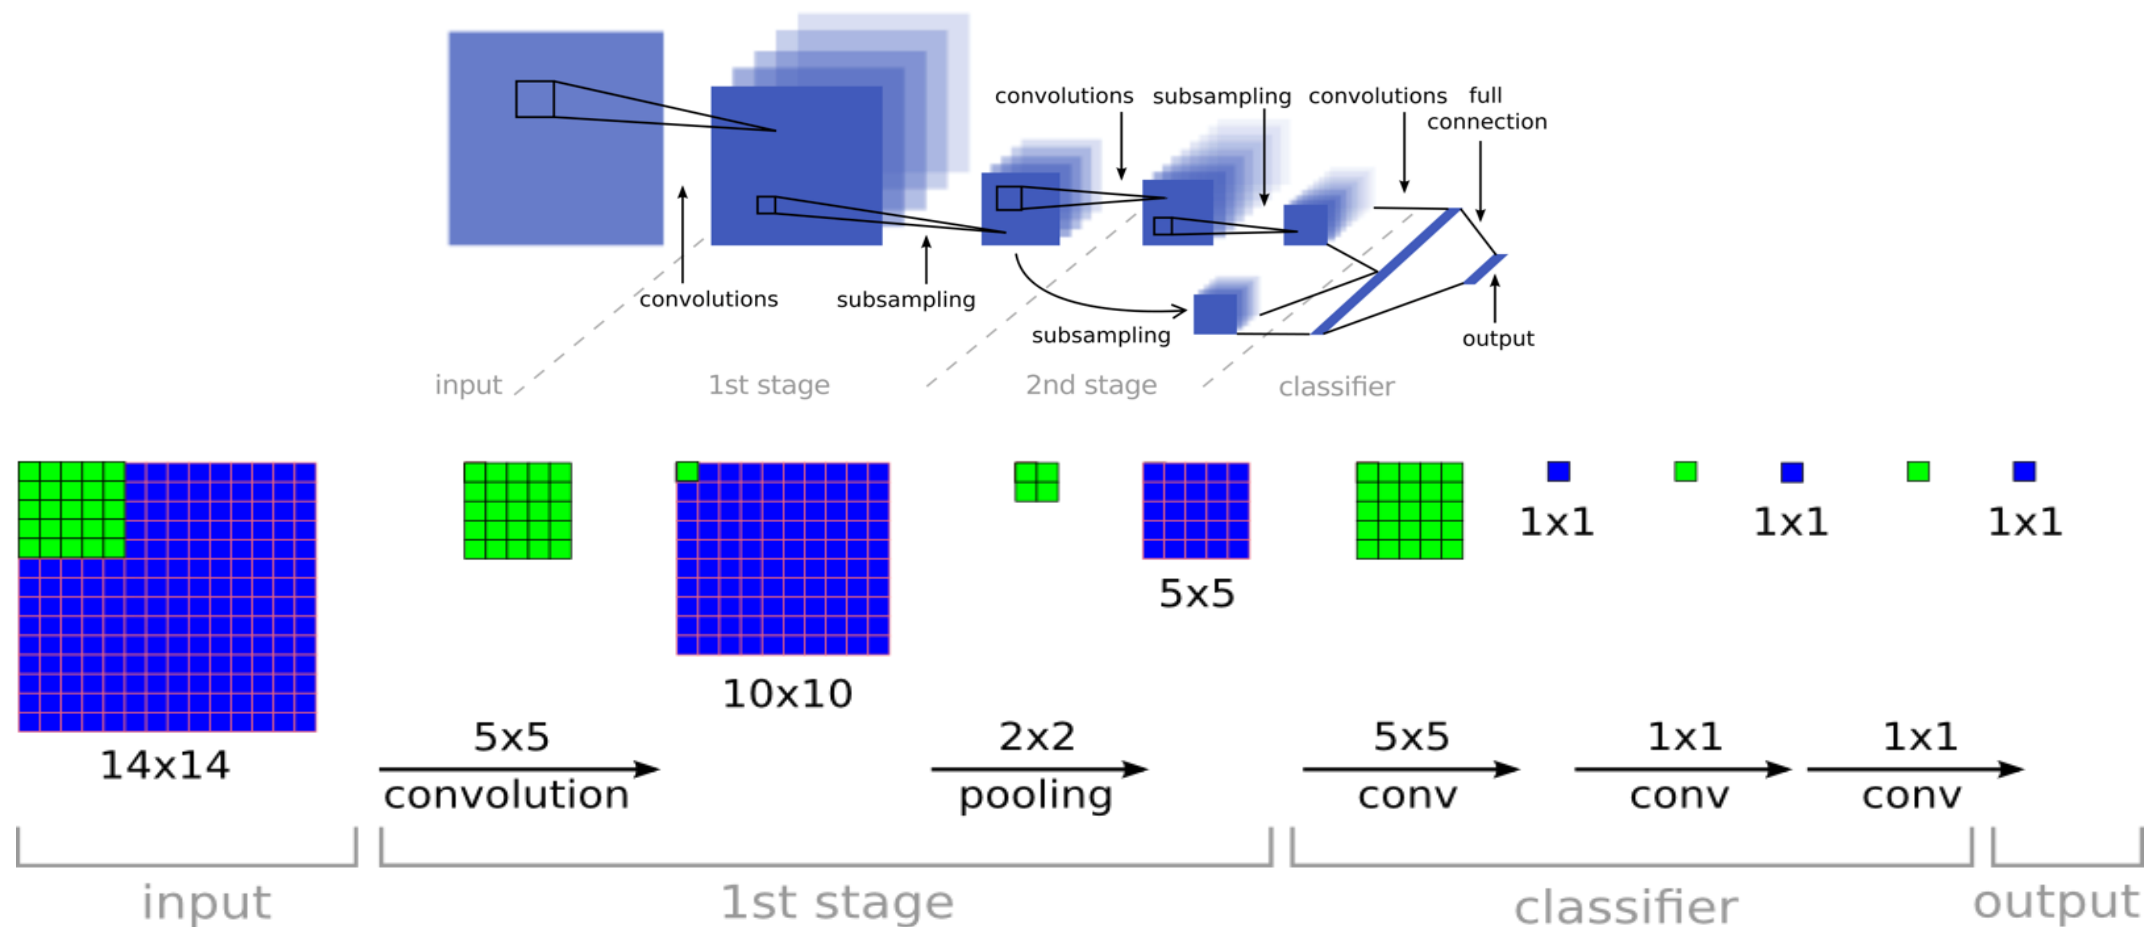 convolutions subsampling convolutions full
connection
convolutions subsampling
subsampling output
input 1st stage 2nd stage classifier
1x1 1x1 1x1
5x5
10x10
14x14
5x5 2x2 5x5 1x1 1x1
convolution pooling conv conv conv
input 1st stage classifier output